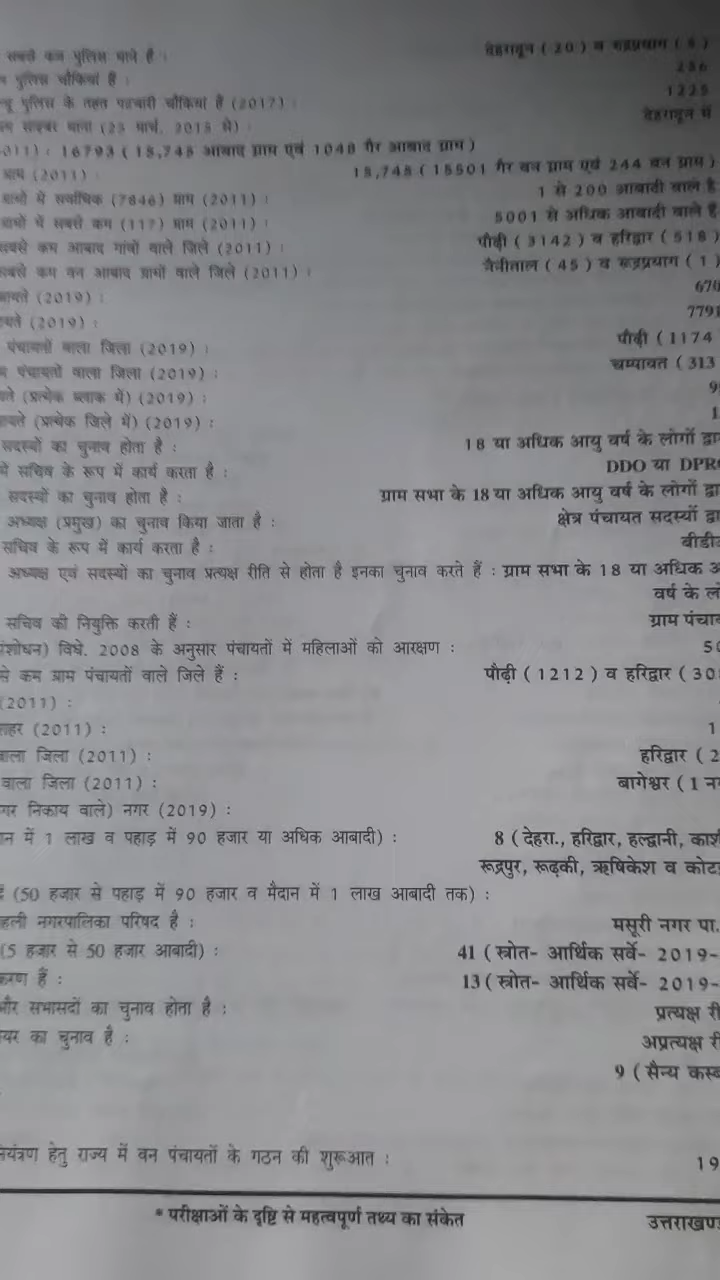 सबसे कम पुलिस थाने हैं : देहरादून ( 20 ) व रुद्रप्रयाग
पुलिस चौकियां हैं : 236
पुलिस के तहत पटवारी चौकियां हैं (2017) : 1225
साइबर थाना (23 मार्च, 2015 से) : देहरादून में
011) : 16793 ( 15,745 आबाद ग्राम एवं 1048 गैर आबाद ग्राम )
ग्राम (2011) : 15,745 ( 15501 गैर वन ग्राम एवं 244 वन ग्राम )
ग्रामों में सर्वाधिक (7846) ग्राम (2011) : 1 से 200 आबादी वाले है
ग्रामों में सबसे कम (117) ग्राम (2011) : 5001 से अधिक आबादी वाले हैं
सबसे कम आबाद गांवों वाले जिले (2011) : पौढ़ी ( 3142 ) व हरिद्वार ( 518 )
सबसे कम वन आबाद ग्रामों वाले जिले (2011) : नैनीताल ( 45 ) व रूद्रप्रयाग ( 1 )
यतें (2019) : 670
यतें (2019) : 7791
पंचायतों वाला जिला (2019) : पौढ़ी ( 1174
पंचायतों वाला जिला (2019) : चम्पावत ( 313
(प्रत्येक ब्लाक में) (2019) : 9
(प्रत्येक जिले में) (2019) : 1
सदस्यों का चुनाव होता है : 18 या अधिक आयु वर्ष के लोगों द्वा
में सचिव के रूप में कार्य करता है : DDO या DPR
सदस्यों का चुनाव होता है : ग्राम सभा के 18 या अधिक आयु वर्ष के लोगों द्वा
अध्यक्ष (प्रमुख) का चुनाव किया जाता है : क्षेत्र पंचायत सदस्यों द्वा
सचिव के रूप में कार्य करता है : बीडी
अध्यक्ष एवं सदस्यों का चुनाव प्रत्यक्ष रीति से होता है इनका चुनाव करते हैं : ग्राम सभा के 18 या अधिक
वर्ष के लो
सचिव की नियुक्ति करती हैं : ग्राम पंचा
शोधन) विधे. 2008 के अनुसार पंचायतों में महिलाओं को आरक्षण : 5
से कम ग्राम पंचायतों वाले जिले हैं : पौढ़ी ( 1212 ) व हरिद्वार ( 30
(2011) :
शहर (2011) : 1
वाला जिला (2011) : हरिद्वार ( 2
वाला जिला (2011) : बागेश्वर ( 1 न
गर निकाय वाले) नगर (2019) :
न में 1 लाख व पहाड़ में 90 हजार या अधिक आबादी) : 8 ( देहरा., हरिद्वार, हल्द्वानी, काशी
रूद्रपुर, रूढ़की, ऋषिकेश व कोट
(50 हजार से पहाड़ में 90 हजार व मैदान में 1 लाख आबादी तक) :
हली नगरपालिका परिषद है : मसूरी नगर पा.
(5 हजार से 50 हजार आबादी) : 41 ( स्त्रोत- आर्थिक सर्वे- 2019-
करण हैं : 13 ( स्त्रोत- आर्थिक सर्वे- 2019-
और सभासदों का चुनाव होता है : प्रत्यक्ष री
यर का चुनाव है : अप्रत्यक्ष री
9 ( सैन्य कस्
नियंत्रण हेतु राज्य में वन पंचायतों के गठन की शुरूआत : 19
* परीक्षाओं के दृष्टि से महत्वपूर्ण तथ्य का संकेत उत्तराखण्ड